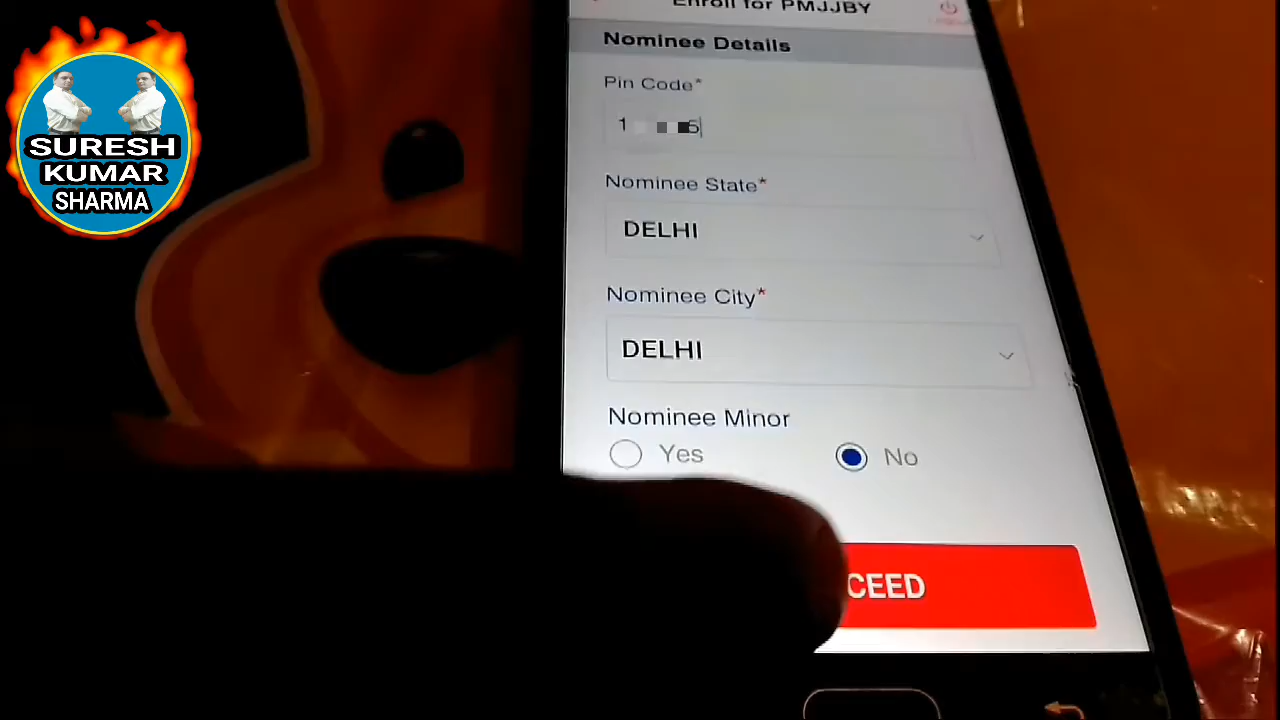 SURESH
KUMAR
SHARMA
Enroll for PMJJBY
Nominee Details
Pin Code*
Nominee State*
DELHI
Nominee City*
DELHI
Nominee Minor
Yes
No
CEED